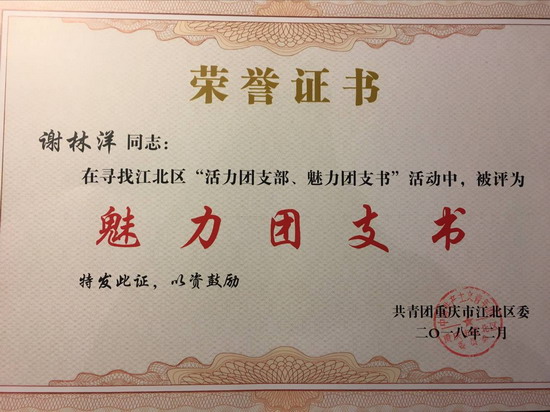 荣誉证书
谢林洋 同志：
在寻找江北区“活力团支部、魅力团支书”活动中，被评为
魅力团支书
特发此证，以资鼓励
共青团重庆市江北区委
二〇一八年二月